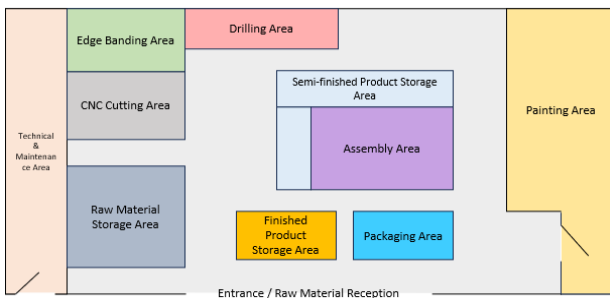 Edge Banding Area
Drilling Area
CNC Cutting Area
Semi-finished Product Storage
Area
Painting Area
Technical
&
Maintenan
ce Area
Assembly Area
Raw Material
Storage Area
Finished
Product
Storage Area
Packaging Area
Entrance / Raw Material Reception